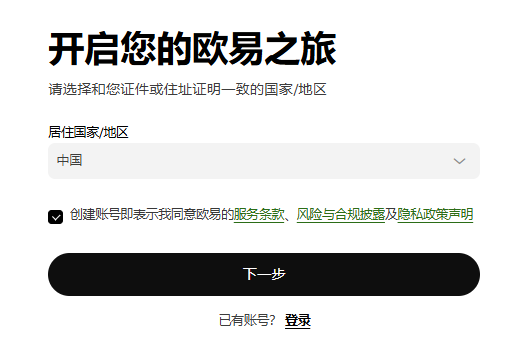 开启您的欧易之旅
请选择和您证件或住址证明一致的国家/地区
居住国家/地区
中国
创建账号即表示我同意欧易的服务条款、风险与合规披露及隐私政策声明
下一步
已有账号? 登录